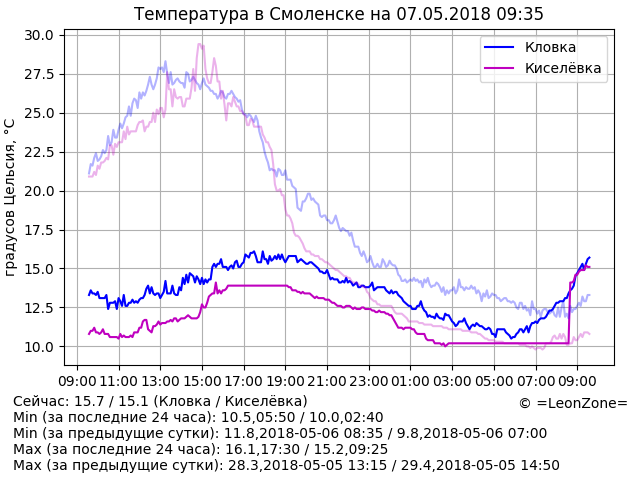 Температура в Смоленске на 07.05.2018 09:35
30.0
Кловка
Киселёвка
27.5
25.0
22.5
20.0
17.5
15.0
12.5
10.0
градусов Цельсия, °C
09:00 11:00 13:00 15:00 17:00 19:00 21:00 23:00 01:00 03:00 05:00 07:00 09:00
Сейчас: 15.7 / 15.1 (Кловка / Киселёвка)
© =LeonZone=
Min (за последние 24 часа): 10.5,05:50 / 10.0,02:40
Min (за предыдущие сутки): 11.8,2018-05-06 08:35 / 9.8,2018-05-06 07:00
Max (за последние 24 часа): 16.1,17:30 / 15.2,09:25
Max (за предыдущие сутки): 28.3,2018-05-05 13:15 / 29.4,2018-05-05 14:50